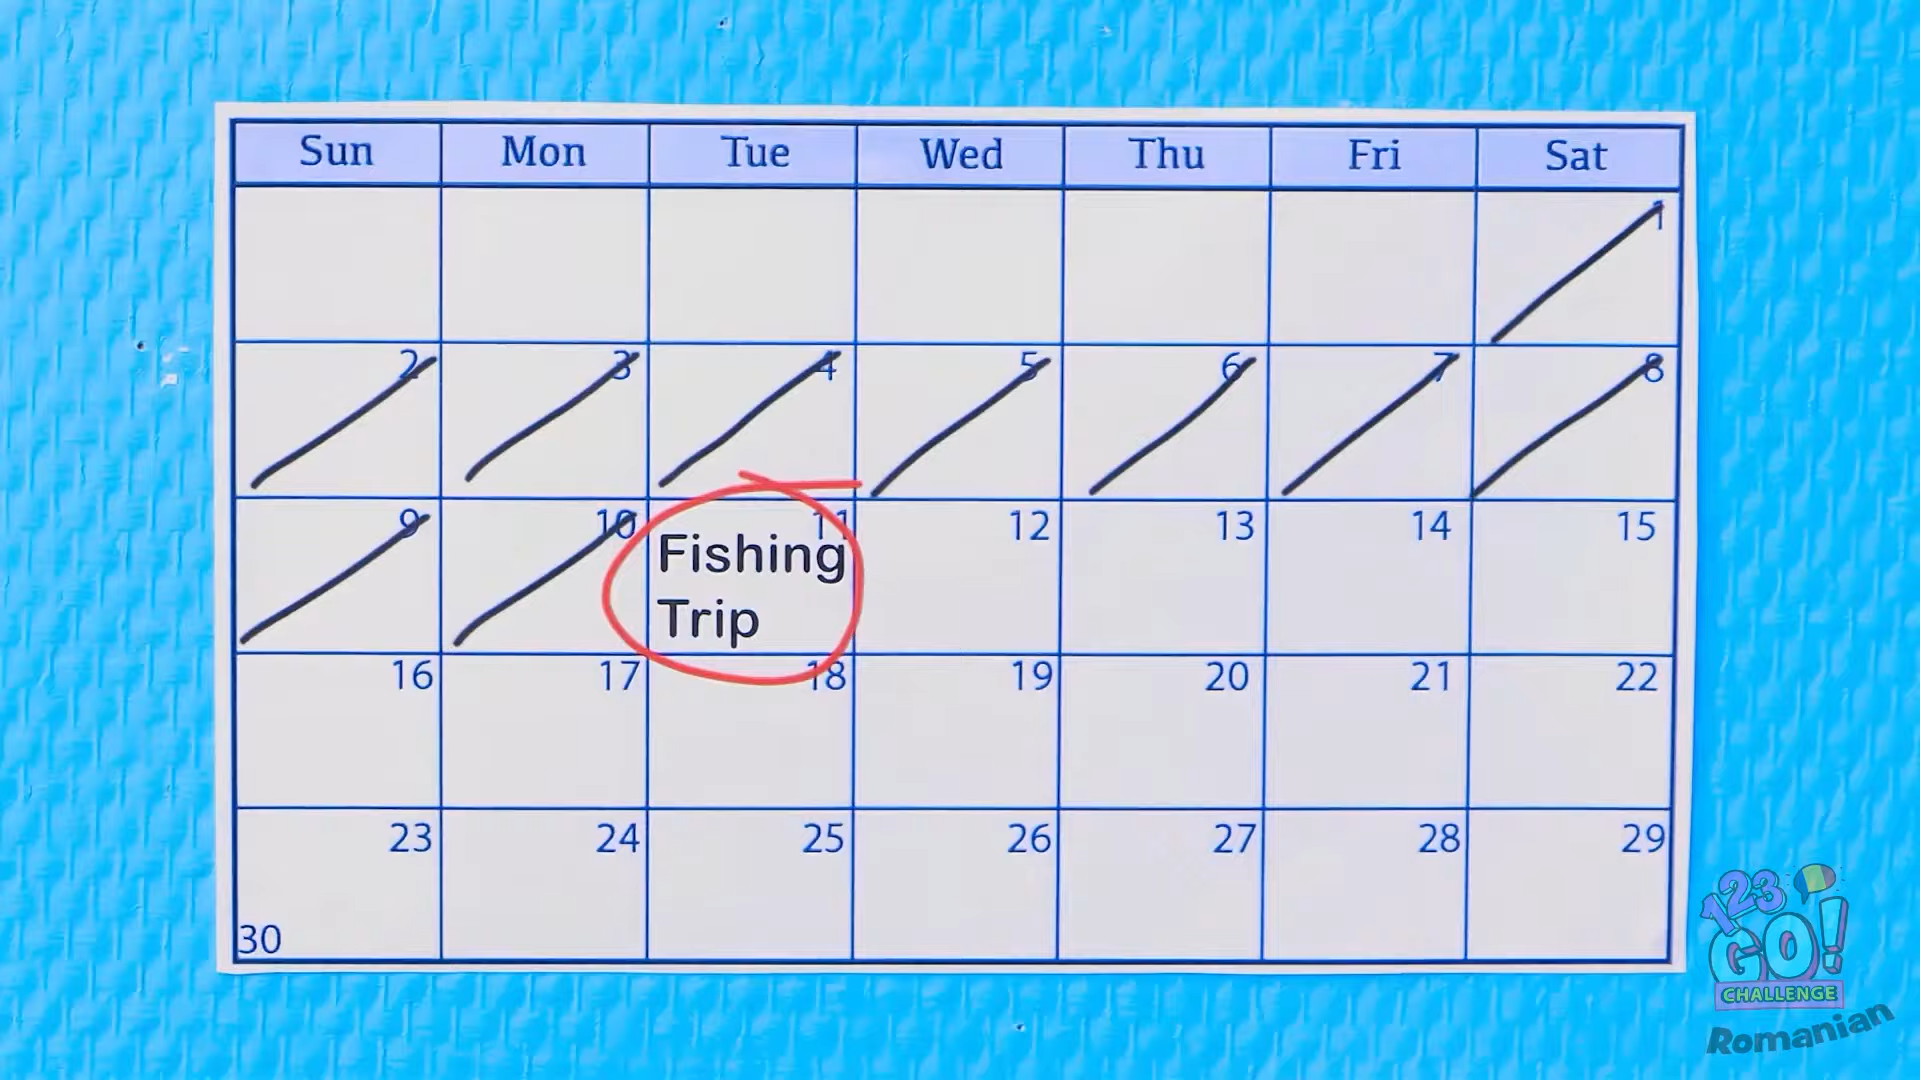 Sun Mon Tue Wed Thu Fri Sat
1
2 3 4 5 6 7 8
9 10 11 12 13 14 15
Fishing
Trip
16 17 18 19 20 21 22
23 24 25 26 27 28 29
30
123
GO!
CHALLENGE
Romanian